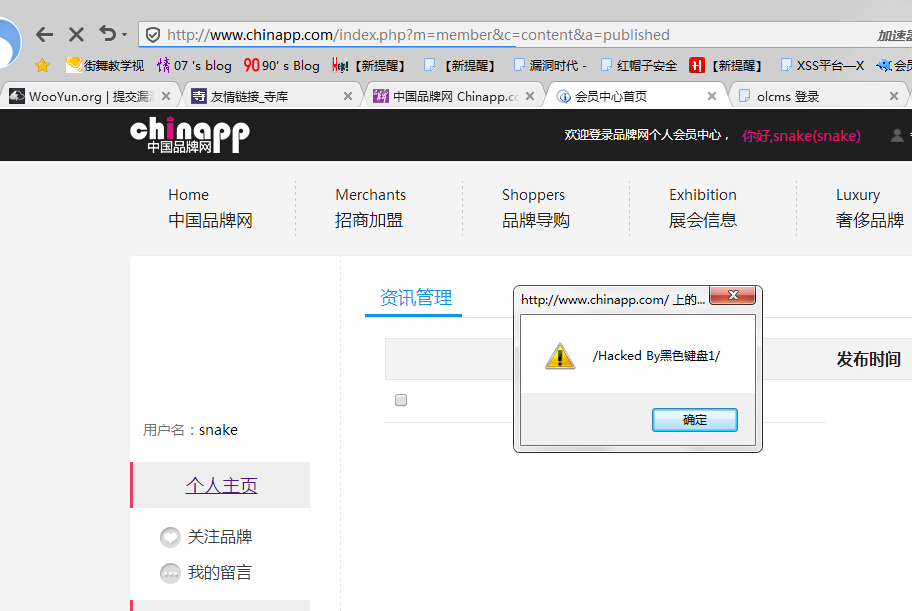 http://www.chinapp.com/index.php?m=member&c=content&a=published
加速器
街舞教学视 07 's blog 90's Blog 【新提醒】 【新提醒】 漏洞时代 - 红帽子安全 【新提醒】 XSS平台—X 会员
WooYun.org | 提交漏洞 友情链接_寺库 中国品牌网 Chinapp.cc 会员中心首页 olcms 登录
chinapp
中国品牌网
欢迎登录品牌网个人会员中心， 你好,snake(snake)
Home Merchants Shoppers Exhibition Luxury
中国品牌网 招商加盟 品牌导购 展会信息 奢侈品牌
资讯管理
http://www.chinapp.com/ 上的...
/Hacked By黑色键盘1/
确定
发布时间
用户名：snake
个人主页
关注品牌
我的留言